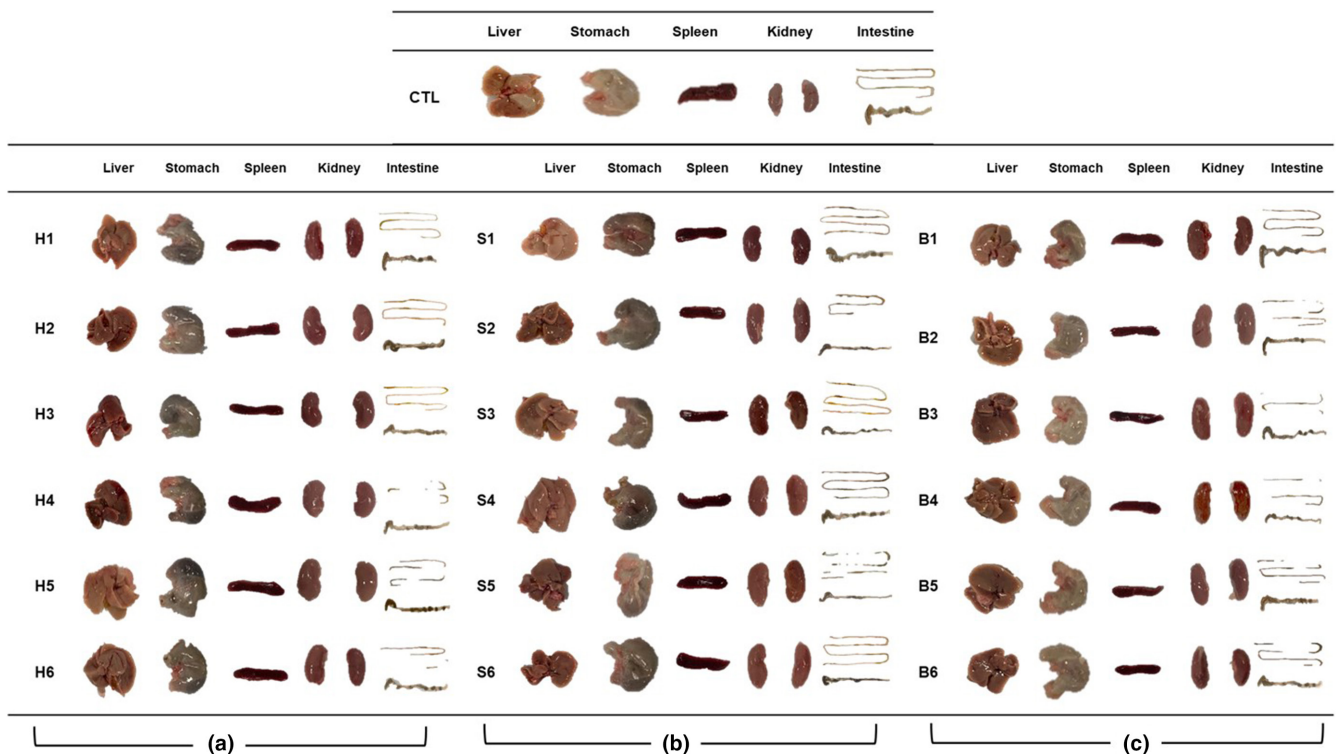 Liver Stomach Spleen Kidney Intestine
CTL
Liver Stomach Spleen Kidney Intestine Liver Stomach Spleen Kidney Intestine Liver Stomach Spleen Kidney Intestine
H1 S1 B1
H2 S2 B2
H3 S3 B3
H4 S4 B4
H5 S5 B5
H6 S6 B6
(a) (b) (c)